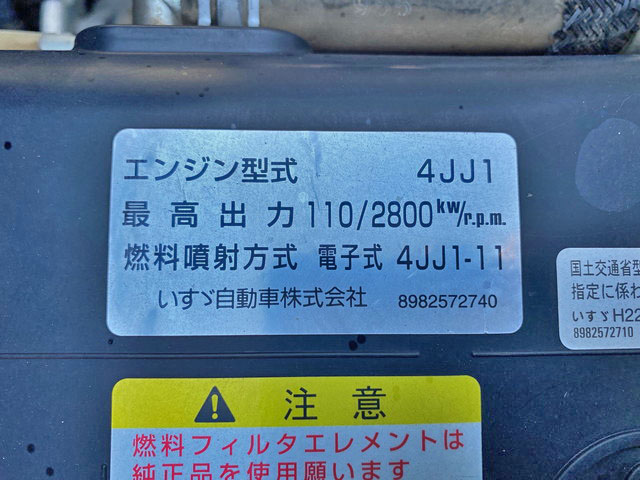 エンジン型式 4JJ1
最高出力 110/2800kW/r.p.m.
燃料噴射方式 電子式 4JJ1-11
いすゞ自動車株式会社 8982572740
国土交通省型
指定に係わ
いすゞH22
8982572710
注意
燃料フィルタエレメントは
純正品を使用願います